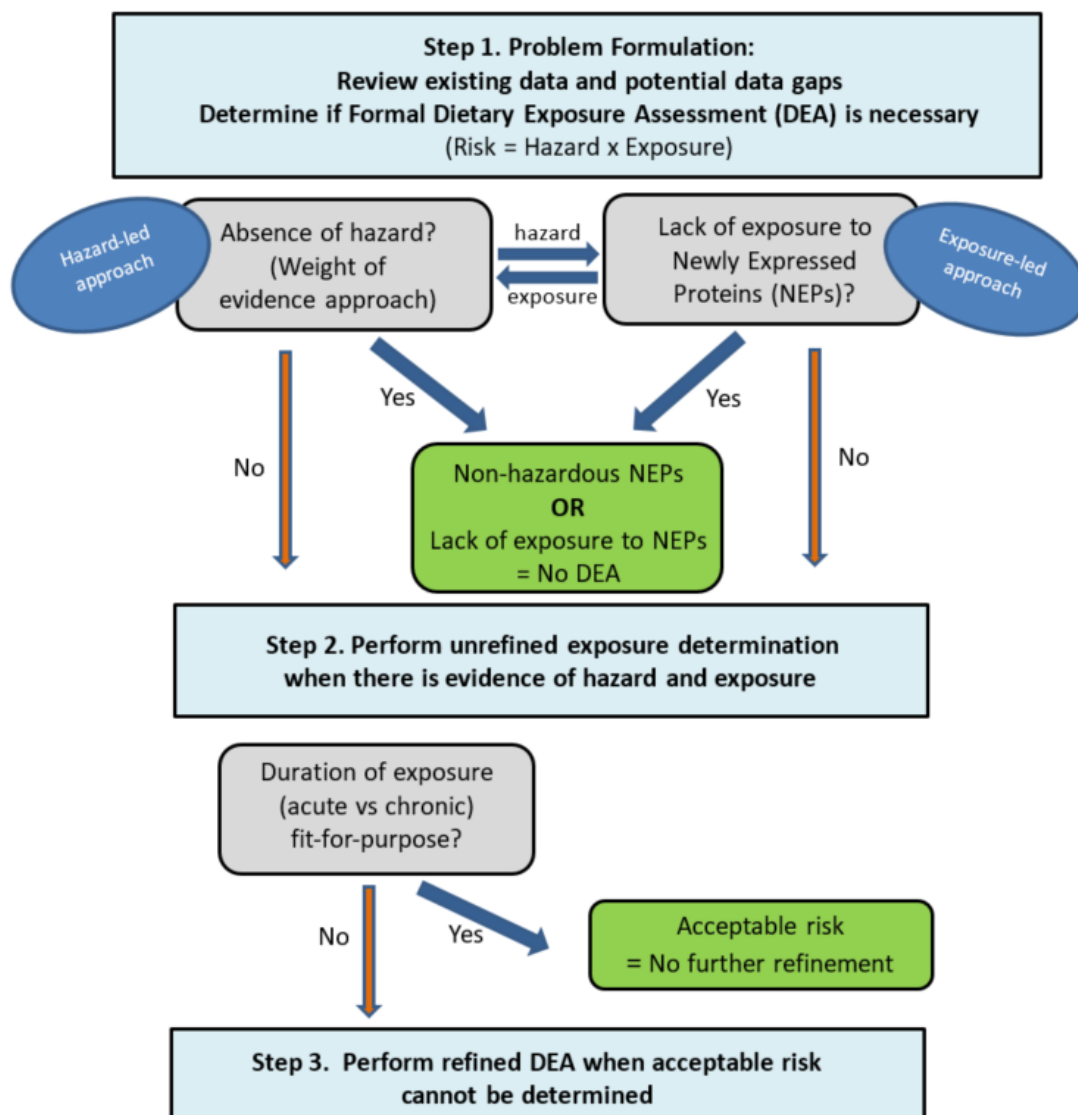 Step 1. Problem Formulation:
Review existing data and potential data gaps
Determine if Formal Dietary Exposure Assessment (DEA) is necessary
(Risk = Hazard x Exposure)
Hazard-led
approach
Absence of hazard?
(Weight of
evidence approach)
hazard
exposure
Lack of exposure to
Newly Expressed
Proteins (NEPs)?
Exposure-led
approach
Yes
Yes
No
No
Non-hazardous NEPs
OR
Lack of exposure to NEPs
= No DEA
Step 2. Perform unrefined exposure determination
when there is evidence of hazard and exposure
Duration of exposure
(acute vs chronic)
fit-for-purpose?
No
Yes
Acceptable risk
= No further refinement
Step 3. Perform refined DEA when acceptable risk
cannot be determined